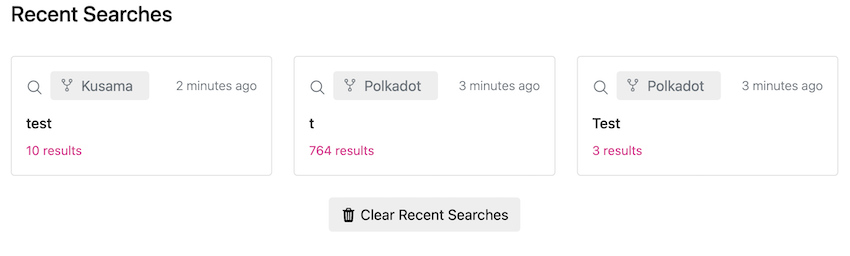 Recent Searches
Kusama 2 minutes ago
test
10 results
Polkadot 3 minutes ago
t
764 results
Polkadot 3 minutes ago
Test
3 results
Clear Recent Searches